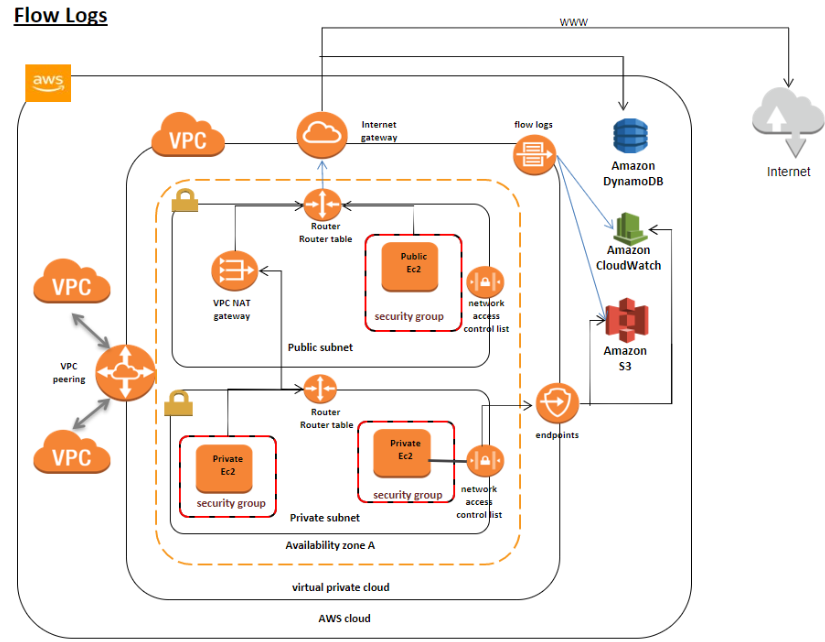 Flow Logs
WWW
aws
VPC
Internet
gateway
flow logs
Amazon
DynamoDB
Internet
Router
Router table
Public
Ec2
security group
VPC NAT
gateway
network
access
control list
Public subnet
Amazon
CloudWatch
VPC
VPC
peering
VPC
Amazon
S3
Router
Router table
Private
Ec2
security group
Private
Ec2
security group
network
access
control list
endpoints
Private subnet
Availability zone A
virtual private cloud
AWS cloud